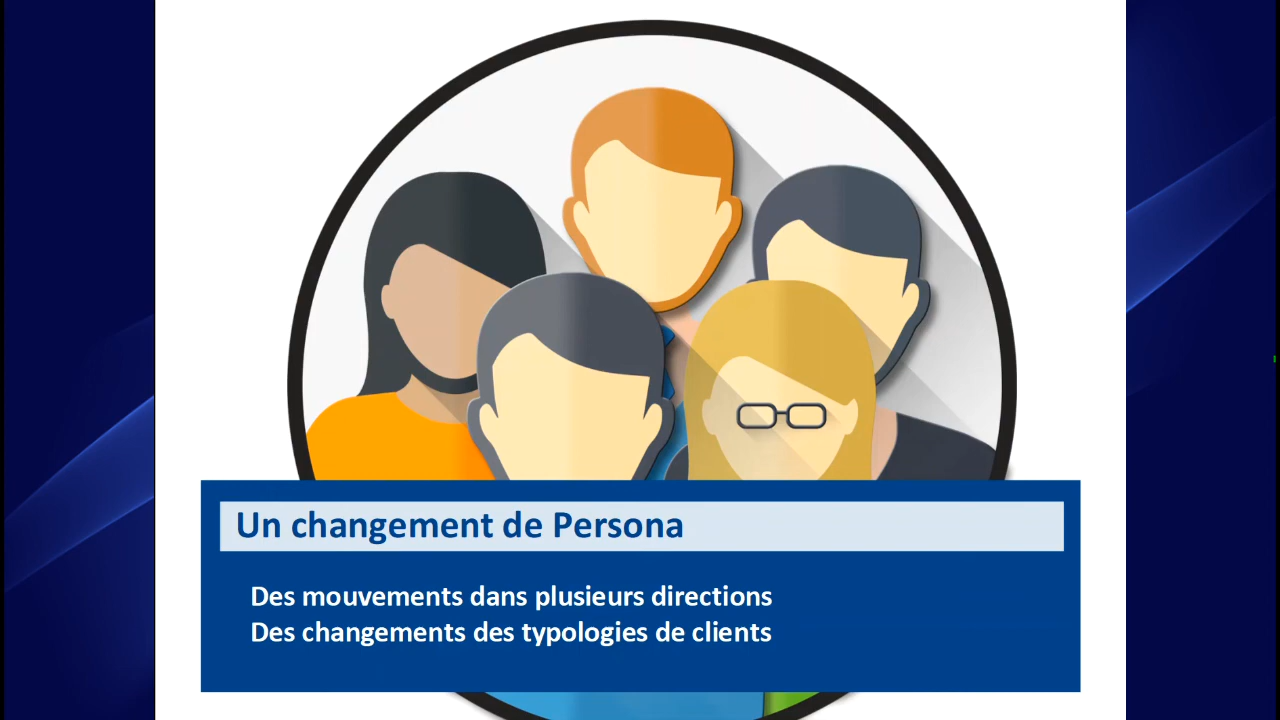 Un changement de Persona
Des mouvements dans plusieurs directions
Des changements des typologies de clients